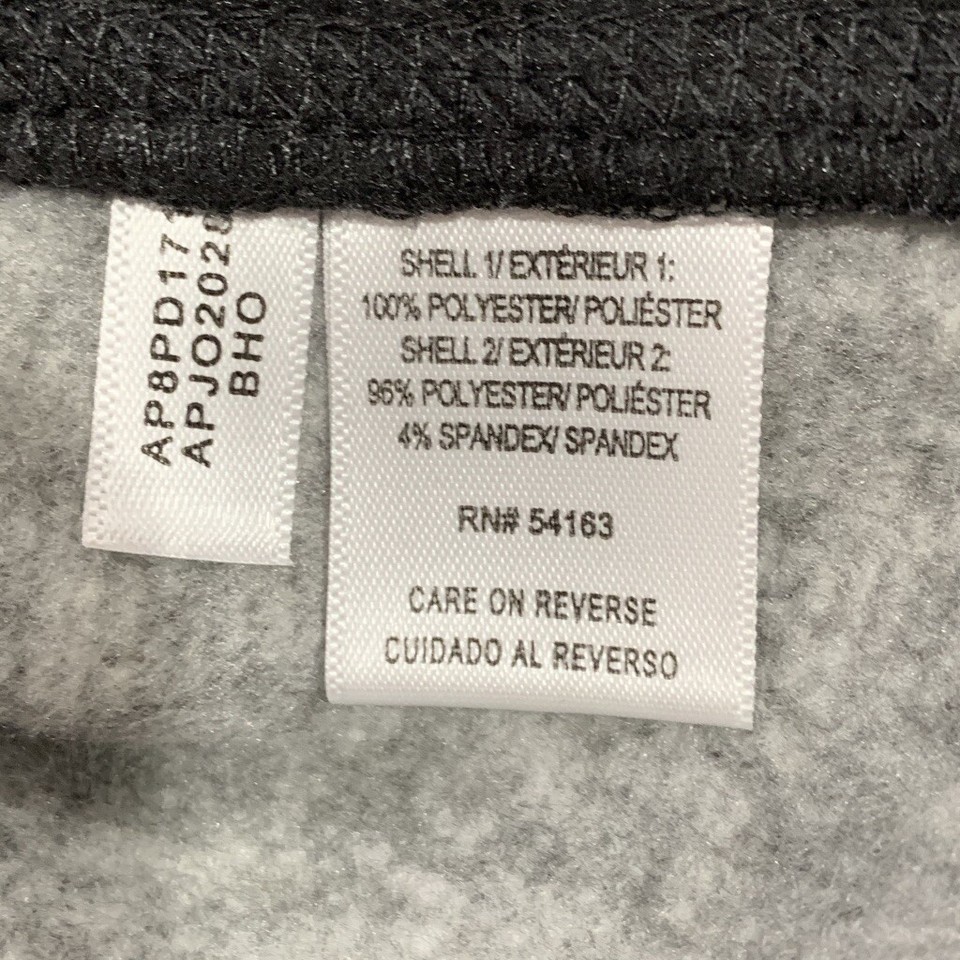 AP8PD17
APJO2028
BHO
SHELL 1/ EXTÉRIEUR 1:
100% POLYESTER/ POLIÉSTER
SHELL 2/ EXTÉRIEUR 2:
96% POLYESTER/ POLIÉSTER
4% SPANDEX/ SPANDEX
RN# 54163
CARE ON REVERSE
CUIDADO AL REVERSO